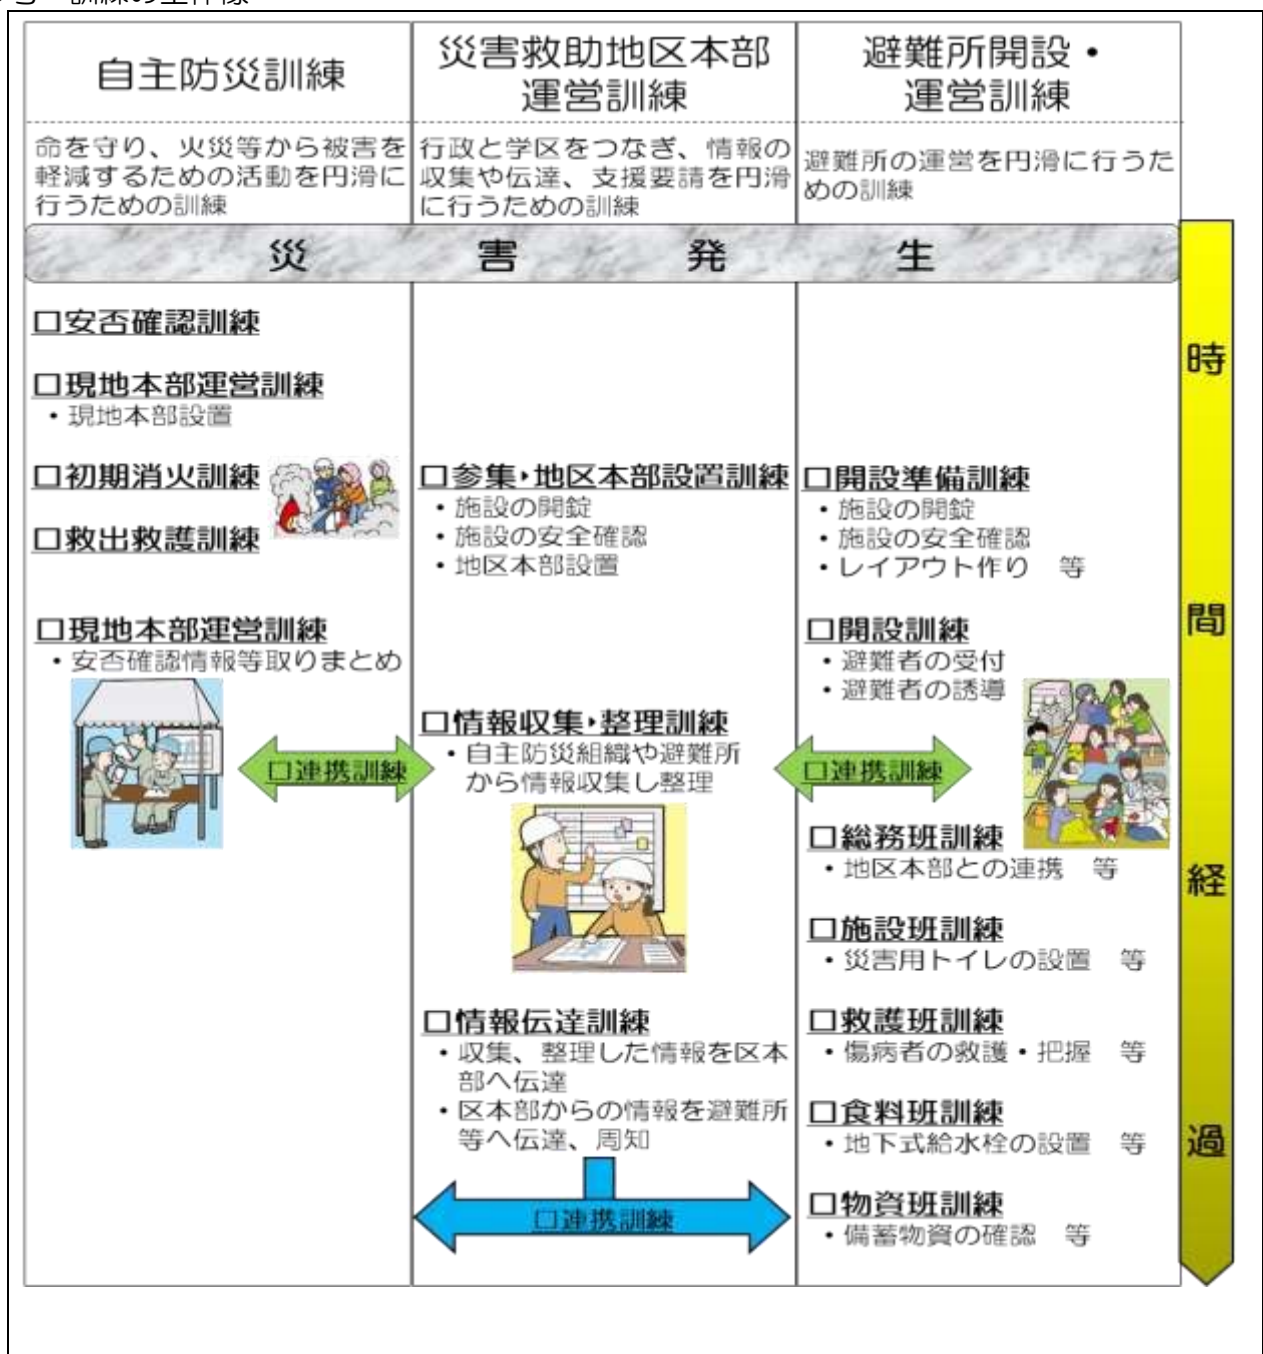 訓練の全体像
自主防災訓練
命を守り、火災等から被害を
軽減するための活動を円滑に
行うための訓練
災害救助地区本部
運営訓練
行政と学区をつなぎ、情報の
収集や伝達、支援要請を円滑
に行うための訓練
避難所開設・
運営訓練
避難所の運営を円滑に行うた
めの訓練
災害発生
□安否確認訓練
□現地本部運営訓練
・現地本部設置
□初期消火訓練
□救出救護訓練
□現地本部運営訓練
・安否確認情報等取りまとめ
□連携訓練
□参集・地区本部設置訓練
・施設の開錠
・施設の安全確認
・地区本部設置
□情報収集・整理訓練
・自主防災組織や避難所
から情報収集し整理
□情報伝達訓練
・収集、整理した情報を区本
部へ伝達
・区本部からの情報を避難所
等へ伝達、周知
□連携訓練
□開設準備訓練
・施設の開錠
・施設の安全確認
・レイアウト作り　等
□開設訓練
・避難者の受付
・避難者の誘導
□連携訓練
□総務班訓練
・地区本部との連携　等
□施設班訓練
・災害用トイレの設置　等
□救護班訓練
・傷病者の救護・把握　等
□食料班訓練
・地下式給水栓の設置　等
□物資班訓練
・備蓄物資の確認　等
時間経過